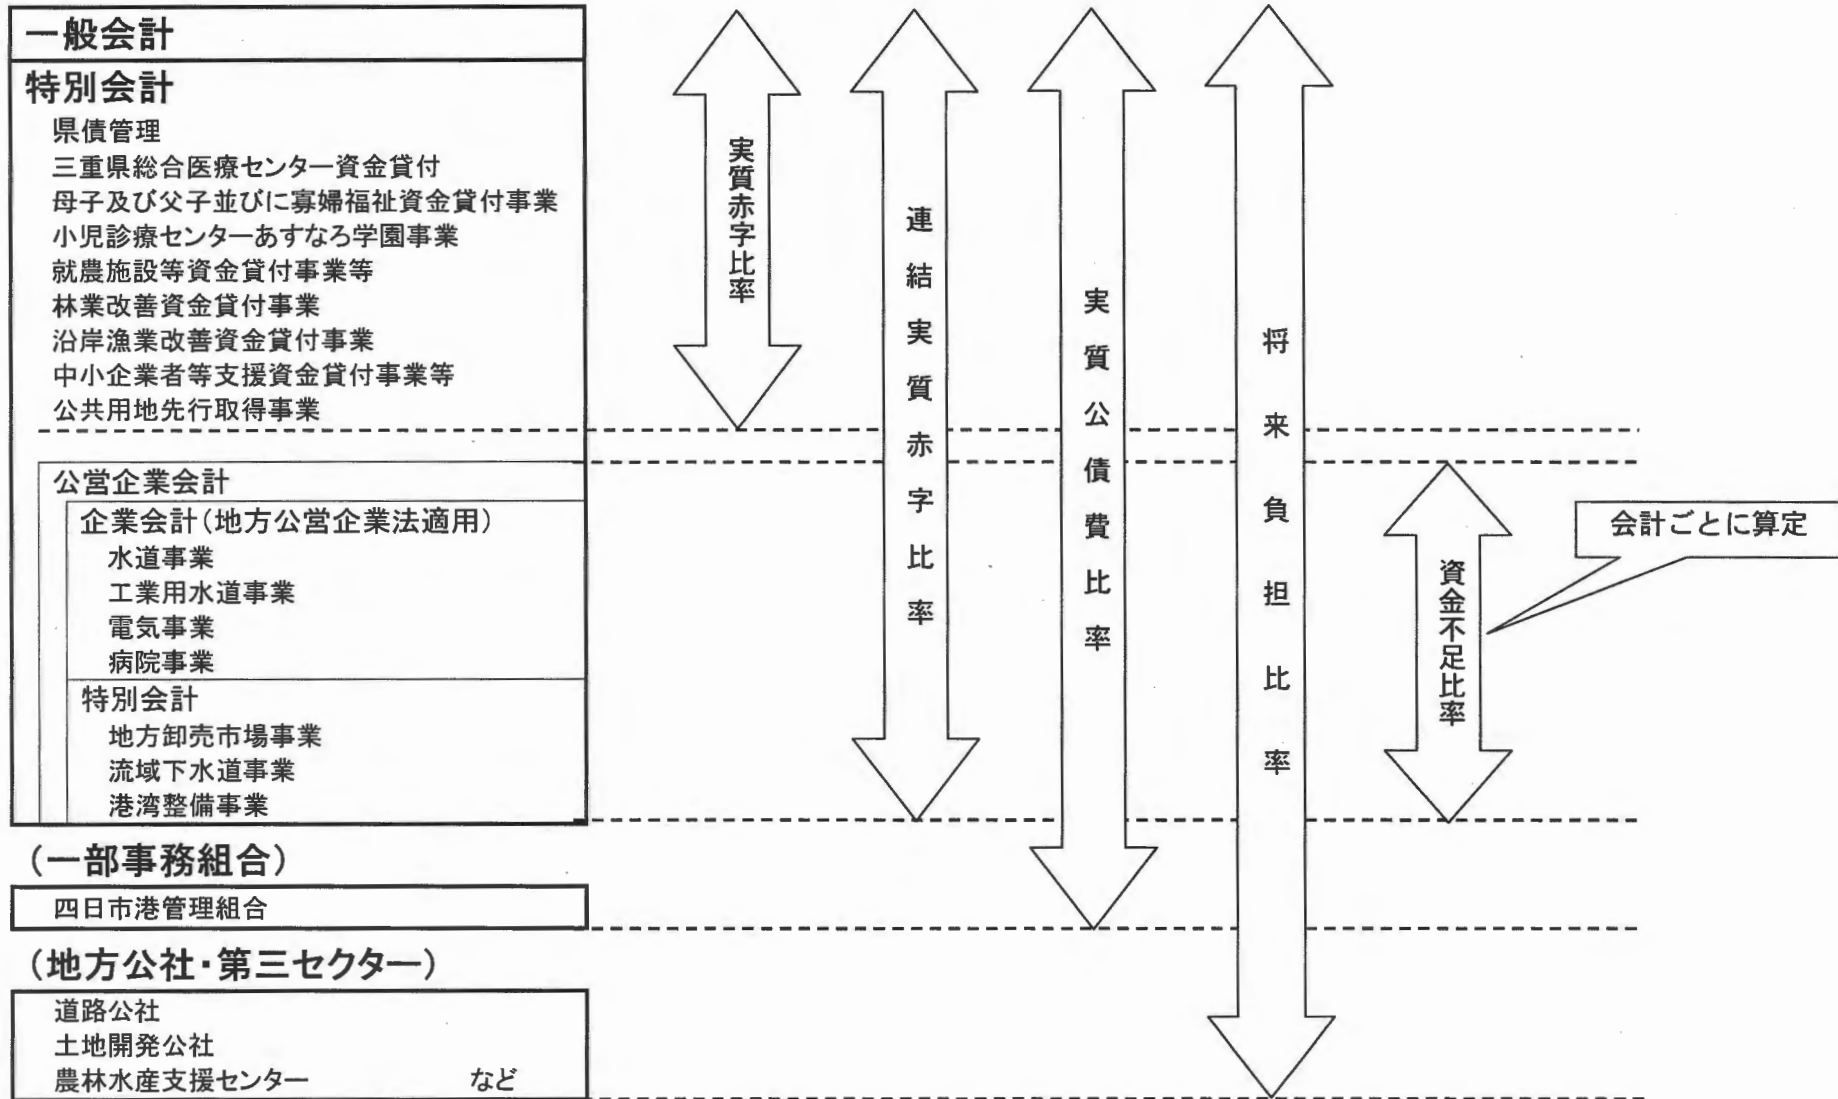 一般会計
特別会計
県債管理
三重県総合医療センター資金貸付
母子及び父子並びに寡婦福祉資金貸付事業
小児診療センターあすなろ学園事業
就農施設等資金貸付事業等
林業改善資金貸付事業
沿岸漁業改善資金貸付事業
中小企業者等支援資金貸付事業等
公共用地先行取得事業
公営企業会計
企業会計(地方公営企業法適用)
水道事業
工業用水道事業
電気事業
病院事業
特別会計
地方卸売市場事業
流域下水道事業
港湾整備事業
(一部事務組合)
四日市港管理組合
(地方公社・第三セクター)
道路公社
土地開発公社
農林水産支援センター など
実質赤字比率
連結実質赤字比率
実質公債費比率
将来負担比率
資金不足比率
会計ごとに算定